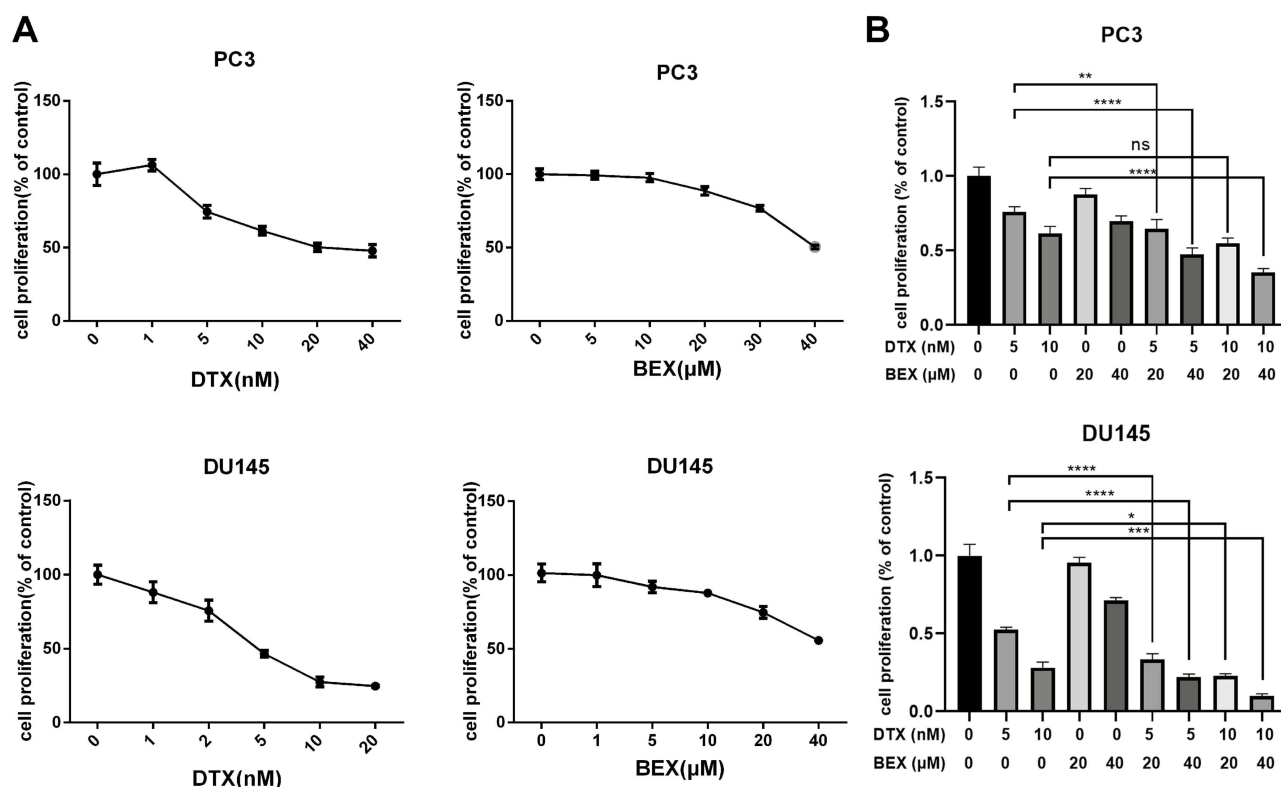 A
PC3
cell proliferation(% of control)
150
100
50
0
0 1 5 10 20 40
DTX(nM)
PC3
cell proliferation(% of control)
150
100
50
0
0 5 10 20 30 40
BEX(µM)
DU145
cell proliferation(% of control)
150
100
50
0
0 1 2 5 10 20
DTX(nM)
DU145
cell proliferation(% of control)
150
100
50
0
0 1 5 10 20 40
BEX(µM)
B
PC3
**
****
ns
****
cell proliferation (% of control)
1.5
1.0
0.5
0.0
DTX (nM) 0 5 10 0 0 5 5 10 10
BEX (µM) 0 0 0 20 40 20 40 20 40
DU145
****
****
*
***
cell proliferation (% of control)
1.5
1.0
0.5
0.0
DTX (nM) 0 5 10 0 0 5 5 10 10
BEX (µM) 0 0 0 20 40 20 40 20 40